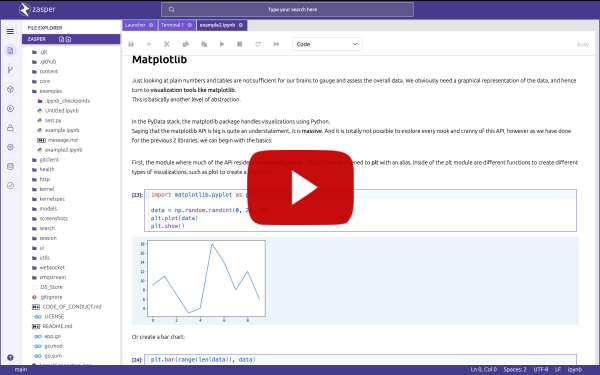 zasper
Type your search here
FILE EXPLORER
ZASPER
.git
.github
content
core
examples
.ipynb_checkpoints
Untitled.ipynb
test.py
example.ipynb
message.md
example2.ipynb
gitclient
health
http
kernel
kernelspec
models
screenshots
search
session
ui
utils
websocket
zmqstream
.DS_Store
.gitignore
CODE_OF_CONDUCT.md
LICENSE
README.md
app.go
go.mod
go.sum
Launcher
Terminal 1
example2.ipynb
Code
busy
Matplotlib
Just looking at plain numbers and tables are not sufficient for our brains to gauge and assess the overall data. We obviously need a graphical representation of the data, and hence
turn to visualization tools like matplotlib.
This is basically another level of abstraction.
In the PyData stack, the matplotlib package handles visualizations using Python.
Saying that the matplotlib API is big is quite an understatement, it is massive. And it is totally not possible to explore every nook and cranny of this API, however as we have done
for the previous 2 libraries, we can begin with the basics:
First, the module where much of the API reside to plt with an alias. Inside of the plt module are different functions to create different
types of visualizations, such as plot to create a
[23]: import matplotlib.pyplot as
data = np.random.randint(0,
plt.plot(data)
plt.show()
18
16
14
12
10
8
6
4
0 2 4 6 8
Or create a bar chart:
[24]: plt.bar(range(len(data)), data)
main
Ln 0, Col 0 Spaces: 2 UTF-8 LF ipynb